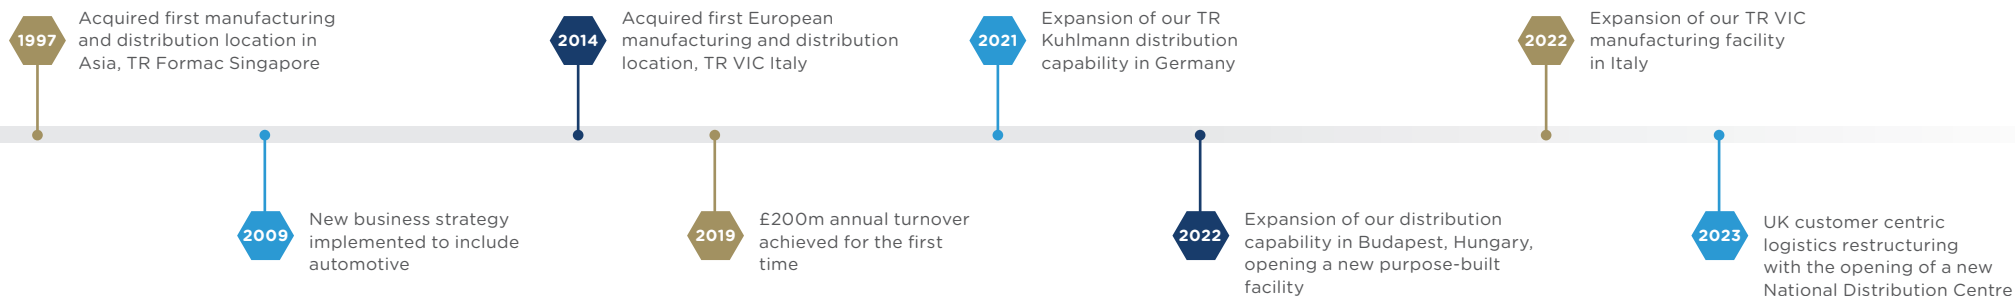 1997
Acquired first manufacturing
and distribution location in
Asia, TR Formac Singapore
2009
New business strategy
implemented to include
automotive
2014
Acquired first European
manufacturing and distribution
location, TR VIC Italy
2019
£200m annual turnover
achieved for the first
time
2021
Expansion of our TR
Kuhlmann distribution
capability in Germany
2022
Expansion of our distribution
capability in Budapest, Hungary,
opening a new purpose-built
facility
2022
Expansion of our TR VIC
manufacturing facility
in Italy
2023
UK customer centric
logistics restructuring
with the opening of a new
National Distribution Centre